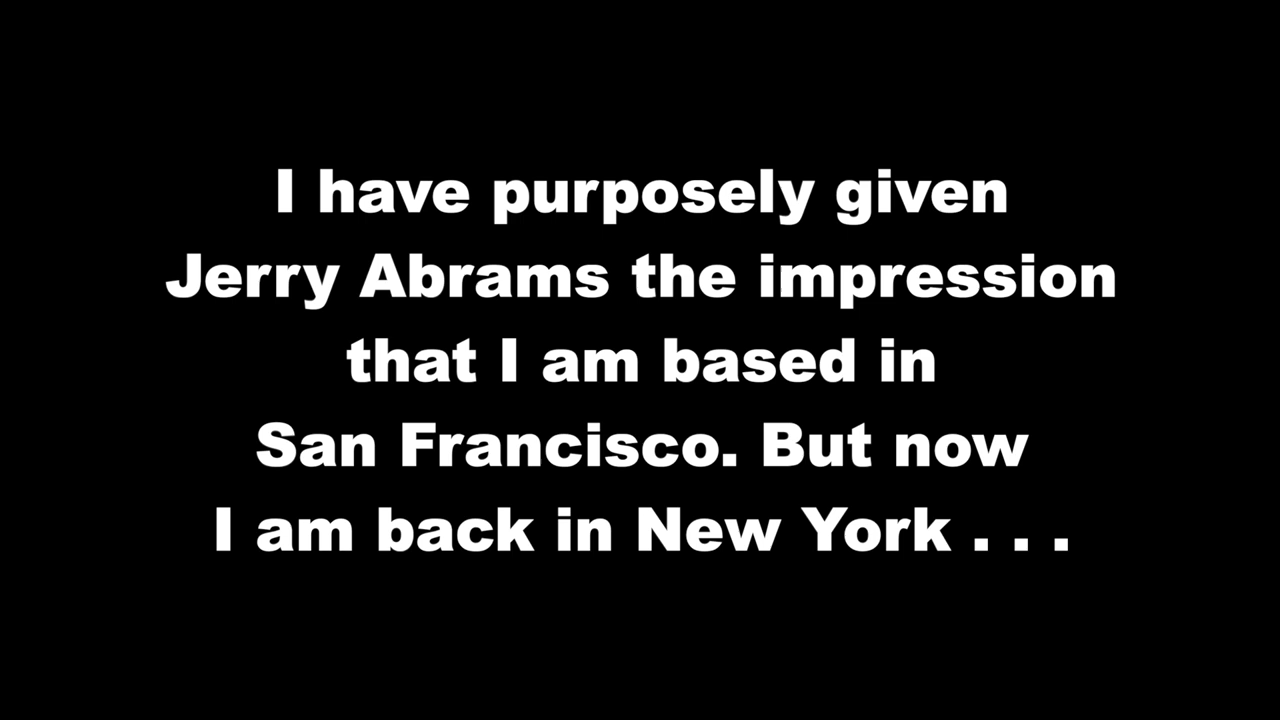 I have purposely given
Jerry Abrams the impression
that I am based in
San Francisco. But now
I am back in New York . . .